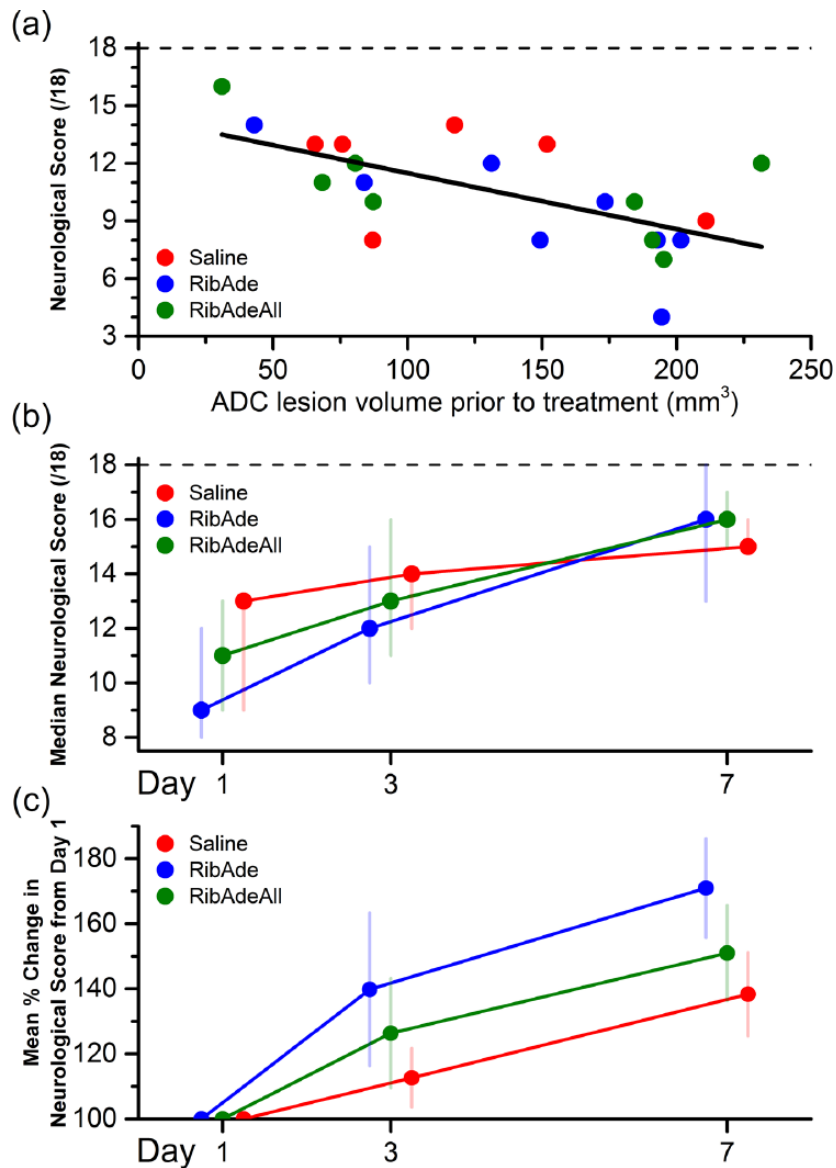 (a)
Neurological Score (/18)
18
15
12
9
6
3
Saline
RibAde
RibAdeAll
0
50
100
150
200
250
ADC lesion volume prior to treatment (mm³)
(b)
Median Neurological Score (/18)
18
16
14
12
10
8
Saline
RibAde
RibAdeAll
Day
1
3
7
(c)
Mean % Change in
Neurological Score from Day 1
180
160
140
120
100
Saline
RibAde
RibAdeAll
Day
1
3
7